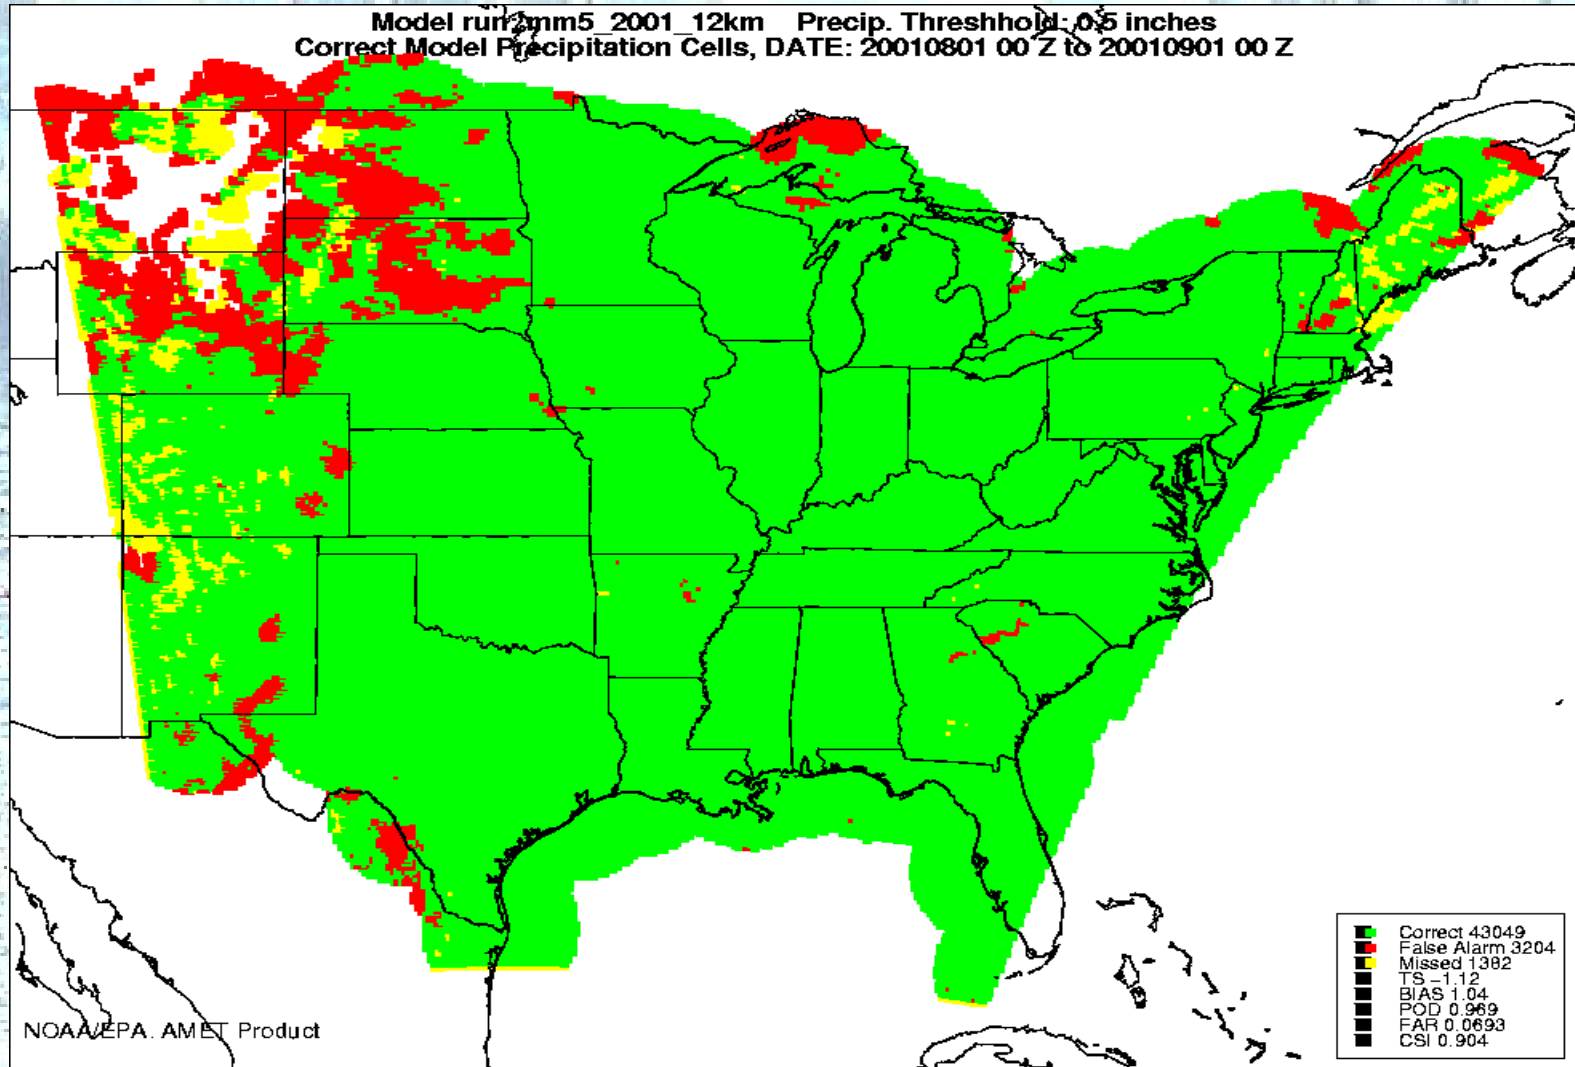 Model run: mm5_2001_12km Precip. Threshhold: 0.5 inches
Correct Model Precipitation Cells, DATE: 20010801 00 Z to 20010901 00 Z
Correct 43049
False Alarm 3204
Missed 1382
TS -1.12
BIAS 1.04
POD 0.969
FAR 0.0693
CSI 0.904
NOAA/EPA. AMET Product